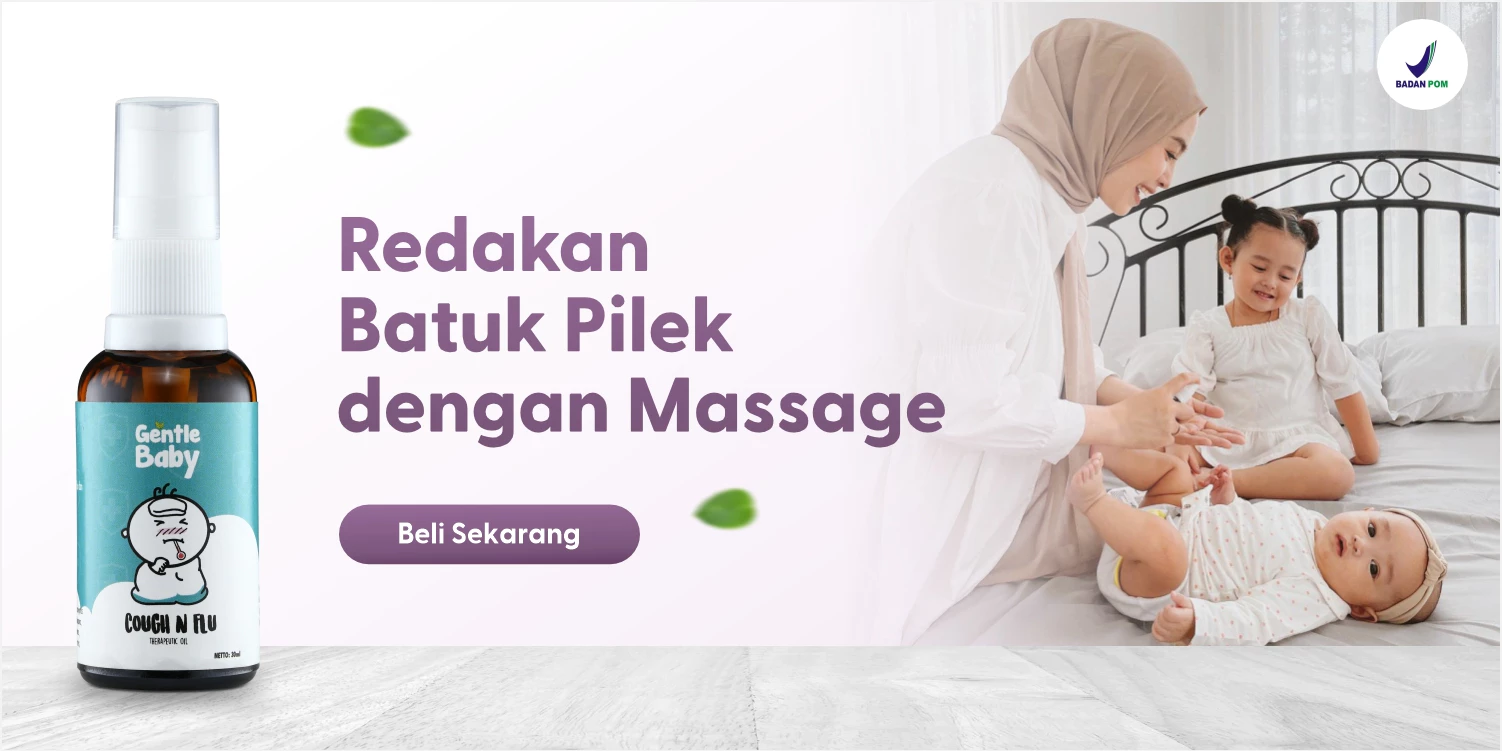 BADAN POM
Redakan
Batuk Pilek
dengan Massage
Beli Sekarang
Gentle
Baby
COUGH N FLU
THERAPEUTIC OIL
NETTO: 30ml